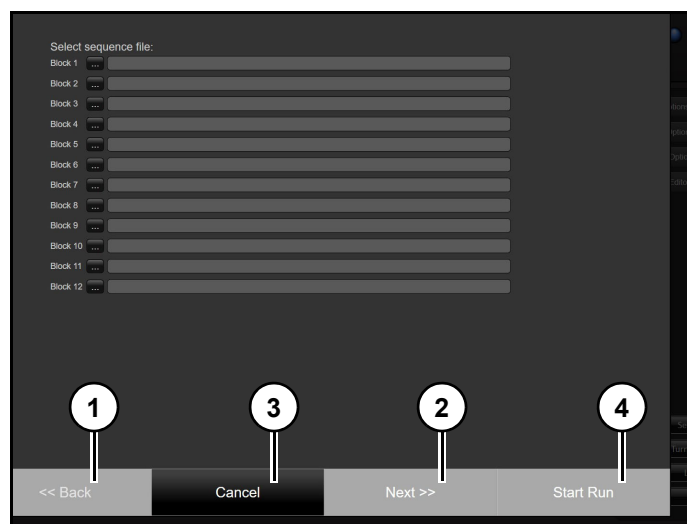 Select sequence file:
Block 1 ...
Block 2 ...
Block 3 ...
Block 4 ...
Block 5 ...
Block 6 ...
Block 7 ...
Block 8 ...
Block 9 ...
Block 10 ...
Block 11 ...
Block 12 ...
1 3 2 4
<< Back Cancel Next >> Start Run